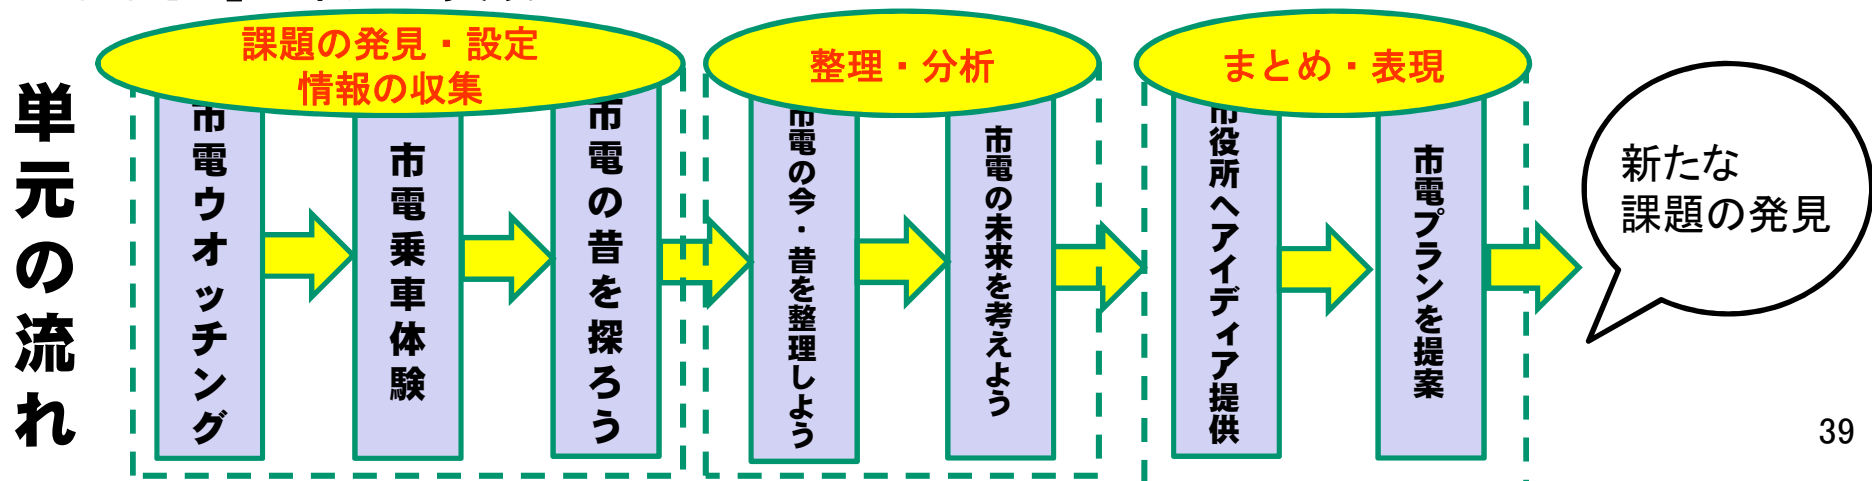 単元の流れ
課題の発見・設定
情報の収集
市電ウオッチング
市電乗車体験
市電の昔を探ろう
整理・分析
市電の今・昔を整理しよう
市電の未来を考えよう
まとめ・表現
市役所へアイディア提供
市電プランを提案
新たな
課題の発見
39